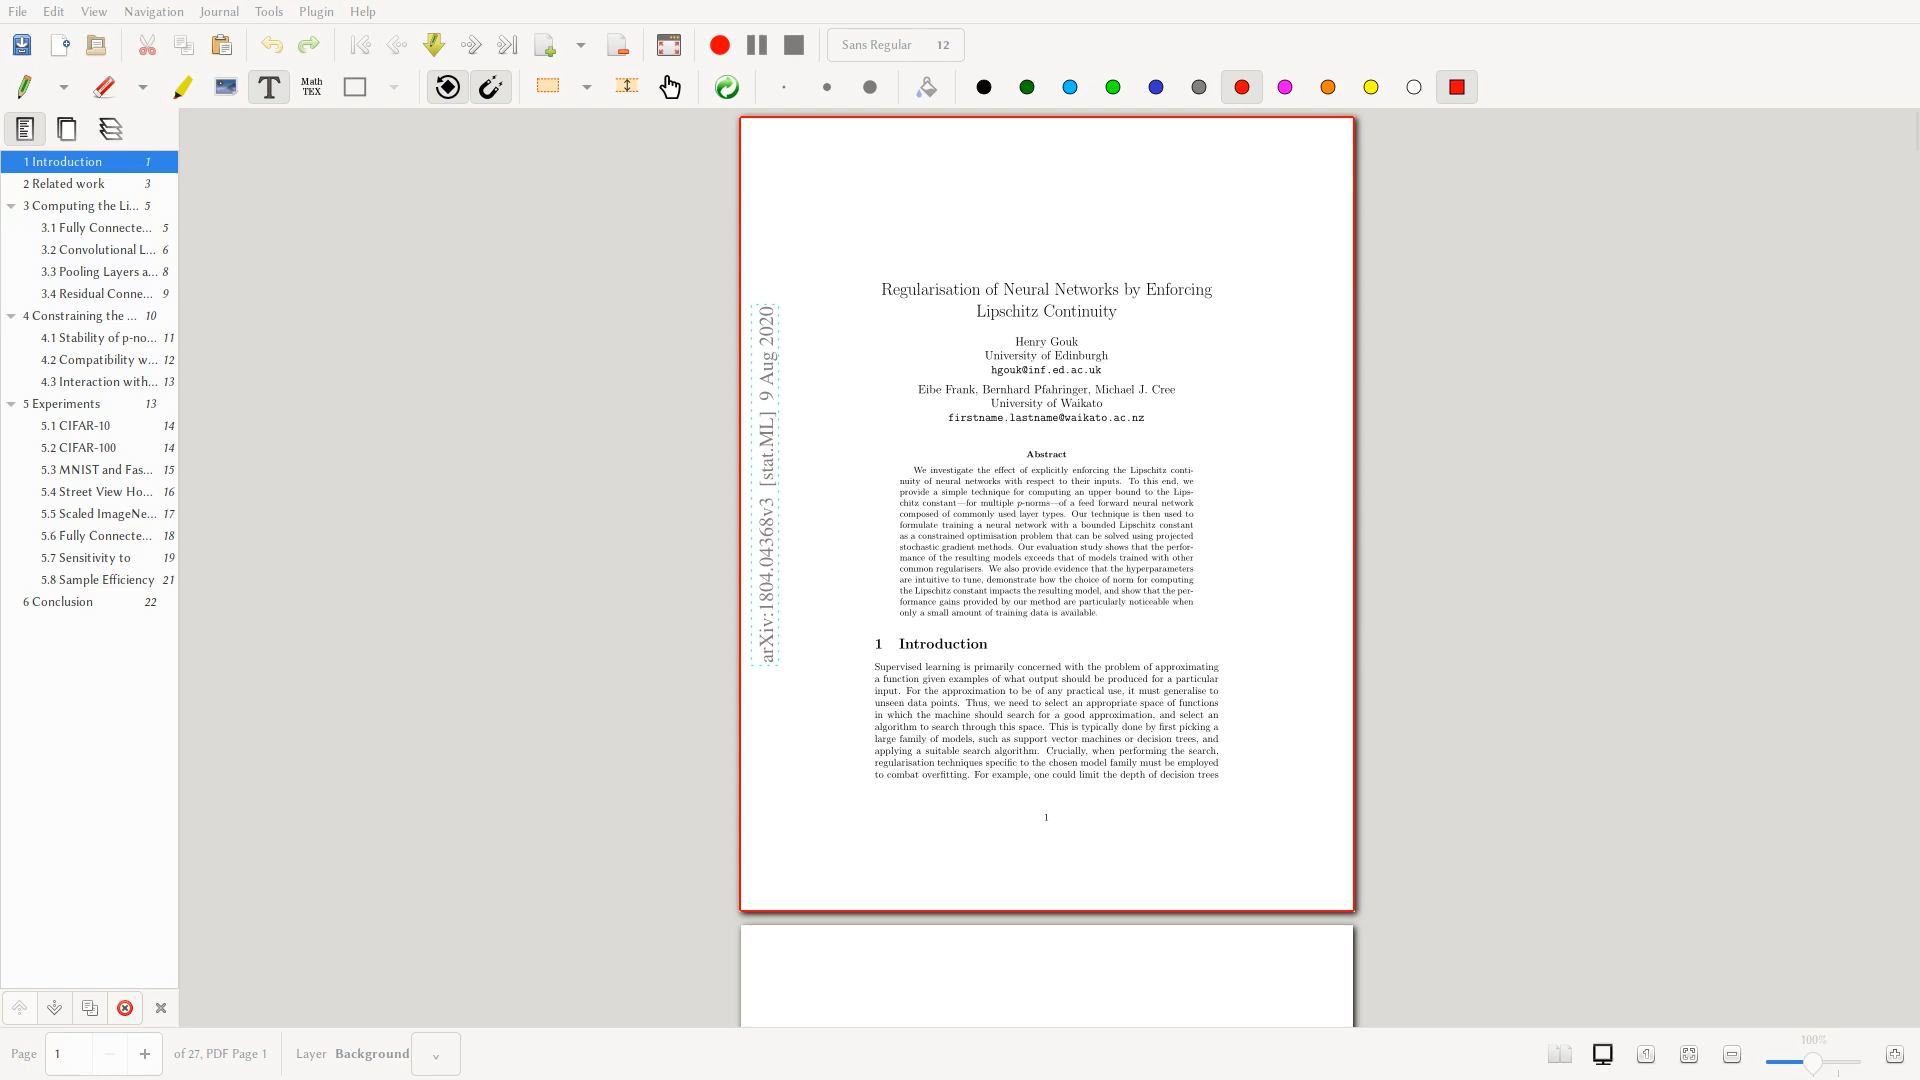 File Edit View Navigation Journal Tools Plugin Help
Sans Regular 12
T Math TEX
1 Introduction 1
2 Related work 3
3 Computing the Li... 5
3.1 Fully Connecte... 5
3.2 Convolutional L... 6
3.3 Pooling Layers a... 8
3.4 Residual Conne... 9
4 Constraining the ... 10
4.1 Stability of p-no... 11
4.2 Compatibility w... 12
4.3 Interaction with... 13
5 Experiments 13
5.1 CIFAR-10 14
5.2 CIFAR-100 14
5.3 MNIST and Fas... 15
5.4 Street View Ho... 16
5.5 Scaled ImageNe... 17
5.6 Fully Connecte... 18
5.7 Sensitivity to 19
5.8 Sample Efficiency 21
6 Conclusion 22
arXiv:1804.04368v3 [stat.ML] 9 Aug 2020
Regularisation of Neural Networks by Enforcing
Lipschitz Continuity
Henry Gouk
University of Edinburgh
hgouk@inf.ed.ac.uk
Eibe Frank, Bernhard Pfahringer, Michael J. Cree
University of Waikato
firstname.lastname@waikato.ac.nz
Abstract
We investigate the effect of explicitly enforcing the Lipschitz conti-
nuity of neural networks with respect to their inputs. To this end, we
provide a simple technique for computing an upper bound to the Lips-
chitz constant—for multiple p-norms—of a feed forward neural network
composed of commonly used layer types. Our technique is then used to
formulate training a neural network with a bounded Lipschitz constant
as a constrained optimisation problem that can be solved using projected
stochastic gradient methods. Our evaluation study shows that the perfor-
mance of the resulting models exceeds that of models trained with other
common regularisers. We also provide evidence that the hyperparameters
are intuitive to tune, demonstrate how the choice of norm for computing
the Lipschitz constant impacts the resulting model, and show that the per-
formance gains provided by our method are particularly noticeable when
only a small amount of training data is available.
1 Introduction
Supervised learning is primarily concerned with the problem of approximating
a function given examples of what output should be produced for a particular
input. For the approximation to be of any practical use, it must generalise to
unseen data points. Thus, we need to select an appropriate space of functions
in which the machine should search for a good approximation, and select an
algorithm to search through this space. This is typically done by first picking a
large family of models, such as support vector machines or decision trees, and
applying a suitable search algorithm. Crucially, when performing the search,
regularisation techniques specific to the chosen model family must be employed
to combat overfitting. For example, one could limit the depth of decision trees
1
Page 1 of 27, PDF Page 1 Layer Background 100%